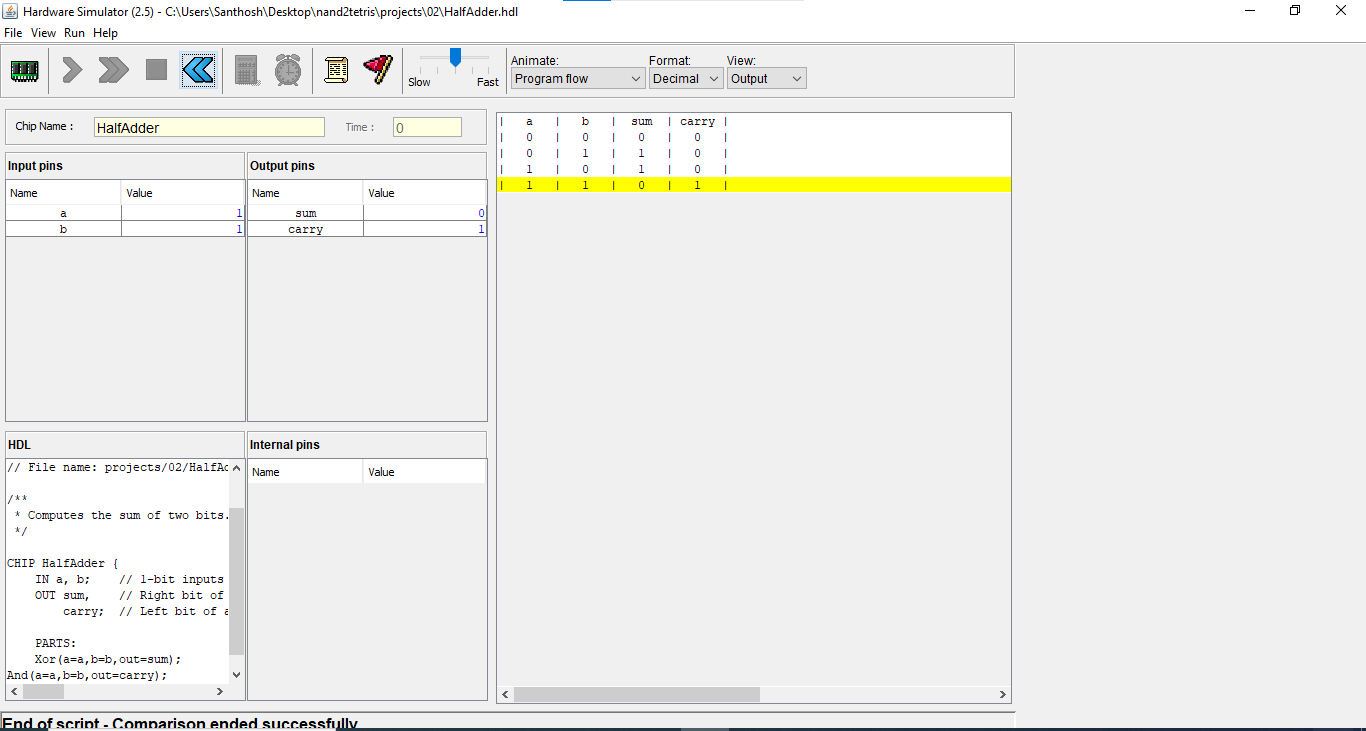 Hardware Simulator (2.5) - C:\Users\Santhosh\Desktop\nand2tetris\projects\02\HalfAdder.hdl
File View Run Help
Slow Fast
Animate: Format: View:
Program flow Decimal Output
Chip Name : HalfAdder Time : 0
Input pins
Name Value
a 1
b 1
Output pins
Name Value
sum 0
carry 1
HDL
// File name: projects/02/HalfAd
/**
* Computes the sum of two bits.
*/
CHIP HalfAdder {
IN a, b; // 1-bit inputs
OUT sum, // Right bit of
carry; // Left bit of a
PARTS:
Xor(a=a,b=b,out=sum);
And(a=a,b=b,out=carry);
Internal pins
Name Value
| a | b | sum | carry |
| 0 | 0 | 0 | 0 |
| 0 | 1 | 1 | 0 |
| 1 | 0 | 1 | 0 |
| 1 | 1 | 0 | 1 |
End of script - Comparison ended successfully